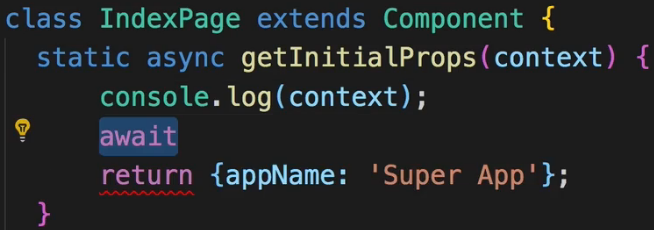 class IndexPage extends Component {
static async getInitialProps(context) {
console.log(context);
await
return {appName: 'Super App'};
}